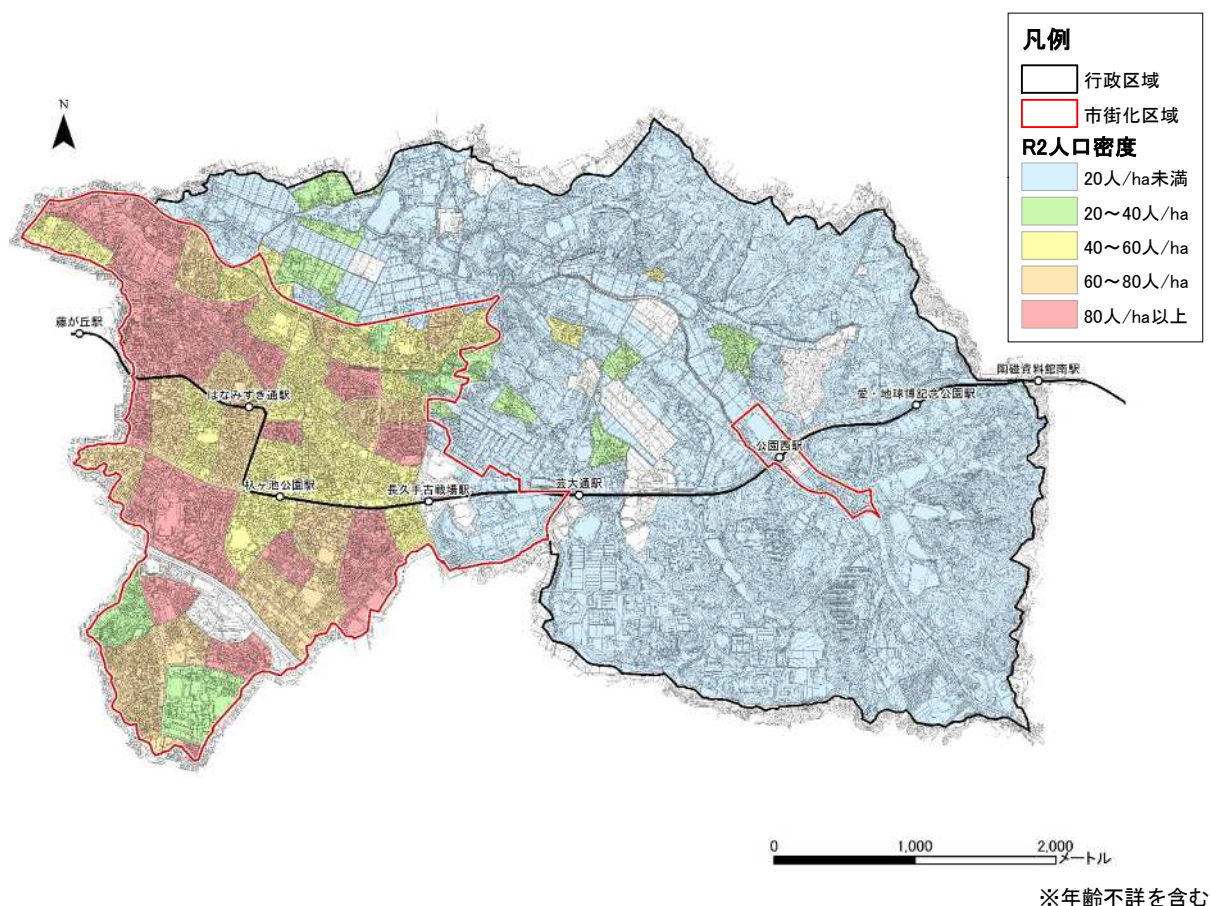 凡例
行政区域
市街化区域
R2人口密度
20人/ha未満
20～40人/ha
40～60人/ha
60～80人/ha
80人/ha以上
N
藤が丘駅
はなみずき通駅
杁ヶ池公園駅
長久手古戦場駅
芸大通駅
公園西駅
愛・地球博記念公園駅
陶磁資料館南駅
0 1,000 2,000
メートル
※年齢不詳を含む